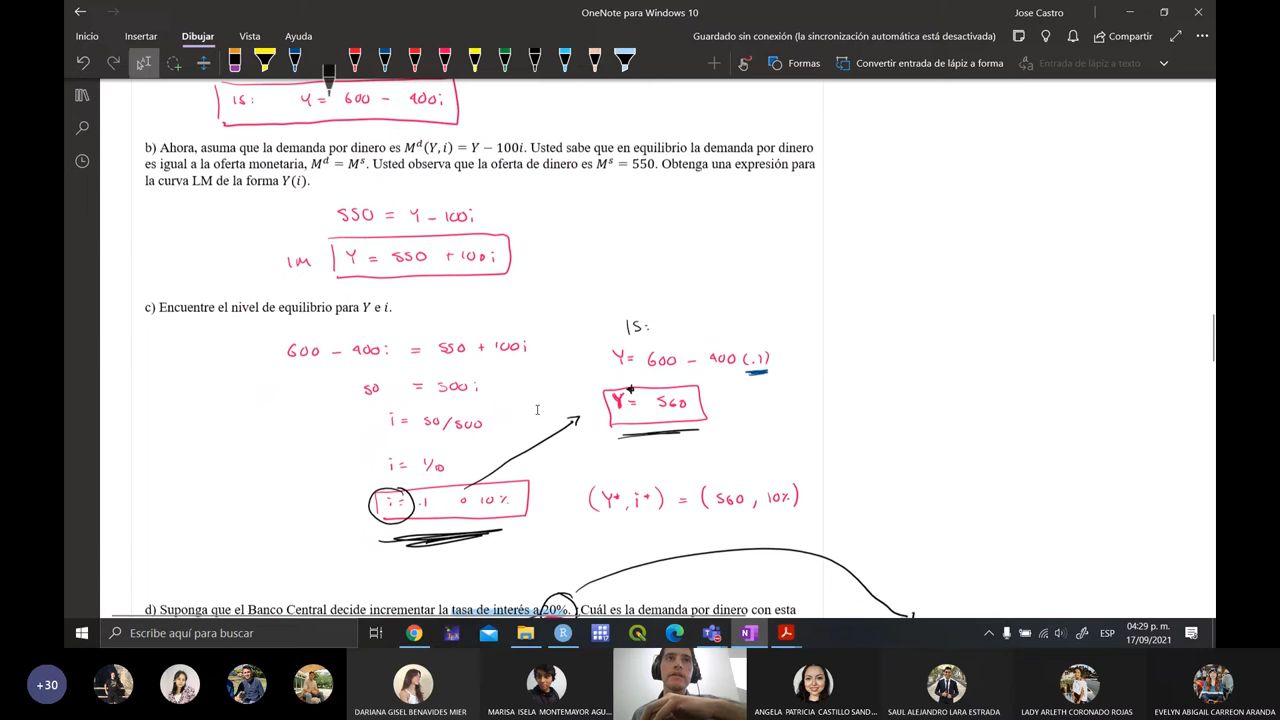 OneNote para Windows 10
Jose Castro
Inicio Insertar Dibujar Vista Ayuda
Guardado sin conexión (la sincronización automática está desactivada)
Compartir
Formas
Convertir entrada de lápiz a forma
Entrada de lápiz a texto
IS: Y = 600 - 400i
b) Ahora, asuma que la demanda por dinero es M^d(Y, i) = Y − 100i. Usted sabe que en equilibrio la demanda por dinero
es igual a la oferta monetaria, M^d = M^s. Usted observa que la oferta de dinero es M^s = 550. Obtenga una expresión para
la curva LM de la forma Y(i).
550 = Y - 100i
LM Y = 550 + 100i
c) Encuentre el nivel de equilibrio para Y e i.
600 - 400i = 550 + 100i
50 = 500i
i = 50/500
i = 1/10
i = .1 o 10%
IS:
Y = 600 - 400 (.1)
Y* = 560
(Y*, i*) = (560, 10%)
d) Suponga que el Banco Central decide incrementar la tasa de interés a 20%. ¿Cuál es la demanda por dinero con esta
Escribe aquí para buscar
ESP
04:29 p. m.
17/09/2021
+30
DARIANA GISEL BENAVIDES MIER
MARISA ISELA MONTEMAYOR AGU...
ANGELA PATRICIA CASTILLO SAND...
SAUL ALEJANDRO LARA ESTRADA
LADY ARLETH CORONADO ROJAS
EVELYN ABIGAIL CARREON ARANDA